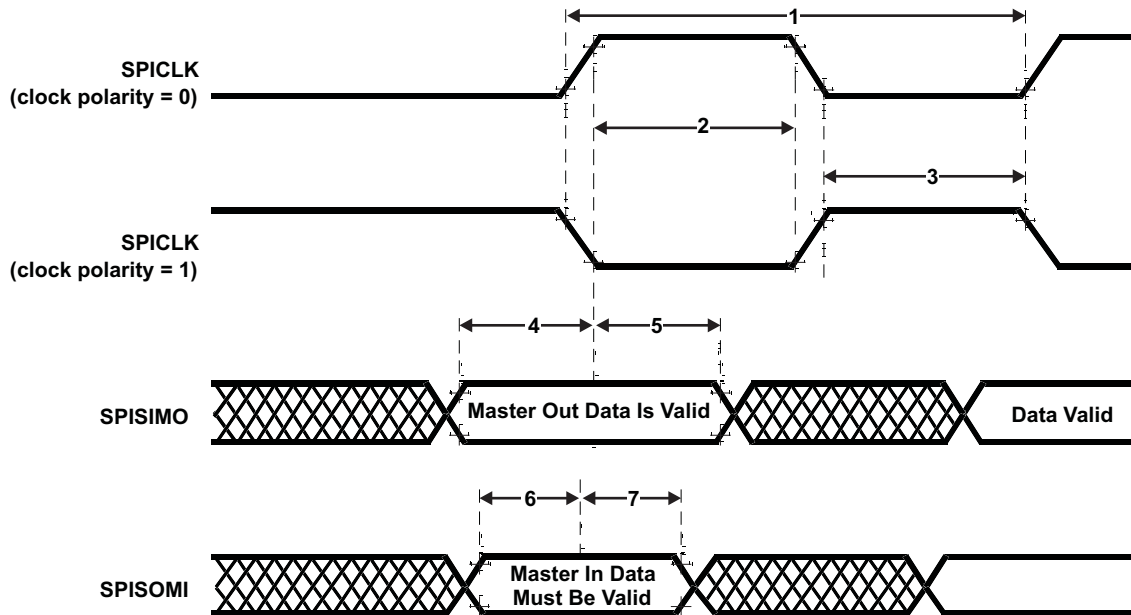 1
SPICLK
(clock polarity = 0)
2
3
SPICLK
(clock polarity = 1)
4
5
SPISIMO
Master Out Data Is Valid
Data Valid
6
7
SPISOMI
Master In Data
Must Be Valid